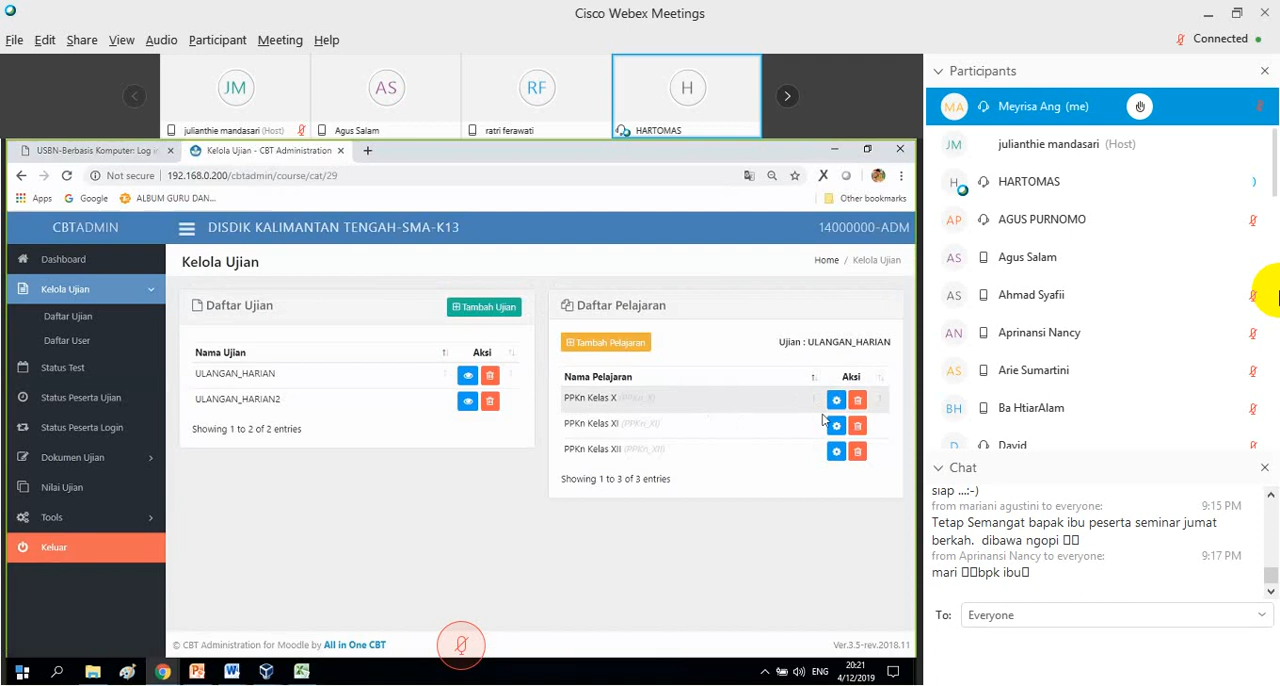 Cisco Webex Meetings
File Edit Share View Audio Participant Meeting Help
Connected
JM
julianthie mandasari (Host)
AS
Agus Salam
RF
ratri ferawati
H
HARTOMAS
USBN-Berbasis Komputer: Log i
Kelola Ujian - CBT Administration
Not secure | 192.168.0.200/cbtadmin/course/cat/29
Apps Google ALBUM GURU DAN... Other bookmarks
CBTADMIN
DISDIK KALIMANTAN TENGAH-SMA-K13
14000000-ADM
Dashboard
Kelola Ujian
Daftar Ujian
Daftar User
Status Test
Status Peserta Ujian
Status Peserta Login
Dokumen Ujian
Nilai Ujian
Tools
Keluar
Kelola Ujian
Home / Kelola Ujian
Daftar Ujian
Tambah Ujian
Nama Ujian Aksi
ULANGAN_HARIAN
ULANGAN_HARIAN2
Showing 1 to 2 of 2 entries
Daftar Pelajaran
Tambah Pelajaran
Ujian : ULANGAN_HARIAN
Nama Pelajaran Aksi
PPKn Kelas X (PPKn_X)
PPKn Kelas XI (PPKn_XI)
PPKn Kelas XII (PPKn_XII)
Showing 1 to 3 of 3 entries
© CBT Administration for Moodle by All in One CBT
Ver.3.5-rev.2018.11
ENG
20:21
4/12/2019
Participants
MA Meyrisa Ang (me)
JM julianthie mandasari (Host)
H HARTOMAS
AP AGUS PURNOMO
AS Agus Salam
AS Ahmad Syafii
AN Aprinansi Nancy
AS Arie Sumartini
BH Ba HtiarAlam
D David
Chat
siap ...:-)
from mariani agustini to everyone: 9:15 PM
Tetap Semangat bapak ibu peserta seminar jumat
berkah. dibawa ngopi
from Aprinansi Nancy to everyone: 9:17 PM
mari bpk ibu
To: Everyone